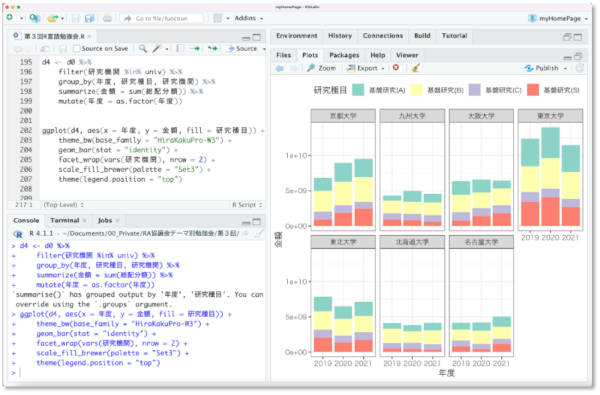 myHomePage - RStudio
Go to file/function
Addins
myHomePage
第3回R言語勉強会.R
Source on Save
Source
195 d4 <- d0 %>%
196 filter(研究機関 %in% univ) %>%
197 group_by(年度, 研究種目, 研究機関) %>%
198 summarize(金額 = sum(総配分額)) %>%
199 mutate(年度 = as.factor(年度))
200
201
202 ggplot(d4, aes(x = 年度, y = 金額, fill = 研究種目)) +
203 theme_bw(base_family = "HiraKakuPro-W3") +
204 geom_bar(stat = "identity") +
205 facet_wrap(vars(研究機関), nrow = 2) +
206 scale_fill_brewer(palette = "Set3") +
207 theme(legend.position = "top")
208
217:1 (Top Level) R Script
Console Terminal Jobs
R 4.1.1 · ~/Documents/00_Private/RA協議会テーマ別勉強会/第3回/
> d4 <- d0 %>%
+ filter(研究機関 %in% univ) %>%
+ group_by(年度, 研究種目, 研究機関) %>%
+ summarize(金額 = sum(総配分額)) %>%
+ mutate(年度 = as.factor(年度))
`summarise()` has grouped output by '年度', '研究種目'. You can
override using the `.groups` argument.
> ggplot(d4, aes(x = 年度, y = 金額, fill = 研究種目)) +
+ theme_bw(base_family = "HiraKakuPro-W3") +
+ geom_bar(stat = "identity") +
+ facet_wrap(vars(研究機関), nrow = 2) +
+ scale_fill_brewer(palette = "Set3") +
+ theme(legend.position = "top")
>
Environment History Connections Build Tutorial
Files Plots Packages Help Viewer
Zoom Export Publish
研究種目 基盤研究(A) 基盤研究(B) 基盤研究(C) 基盤研究(S)
京都大学 九州大学 大阪大学 東京大学
1e+10
5e+09
0e+00
金額
東北大学 北海道大学 名古屋大学
1e+10
5e+09
0e+00
2019 2020 2021 2019 2020 2021 2019 2020 2021 2019 2020 2021
年度